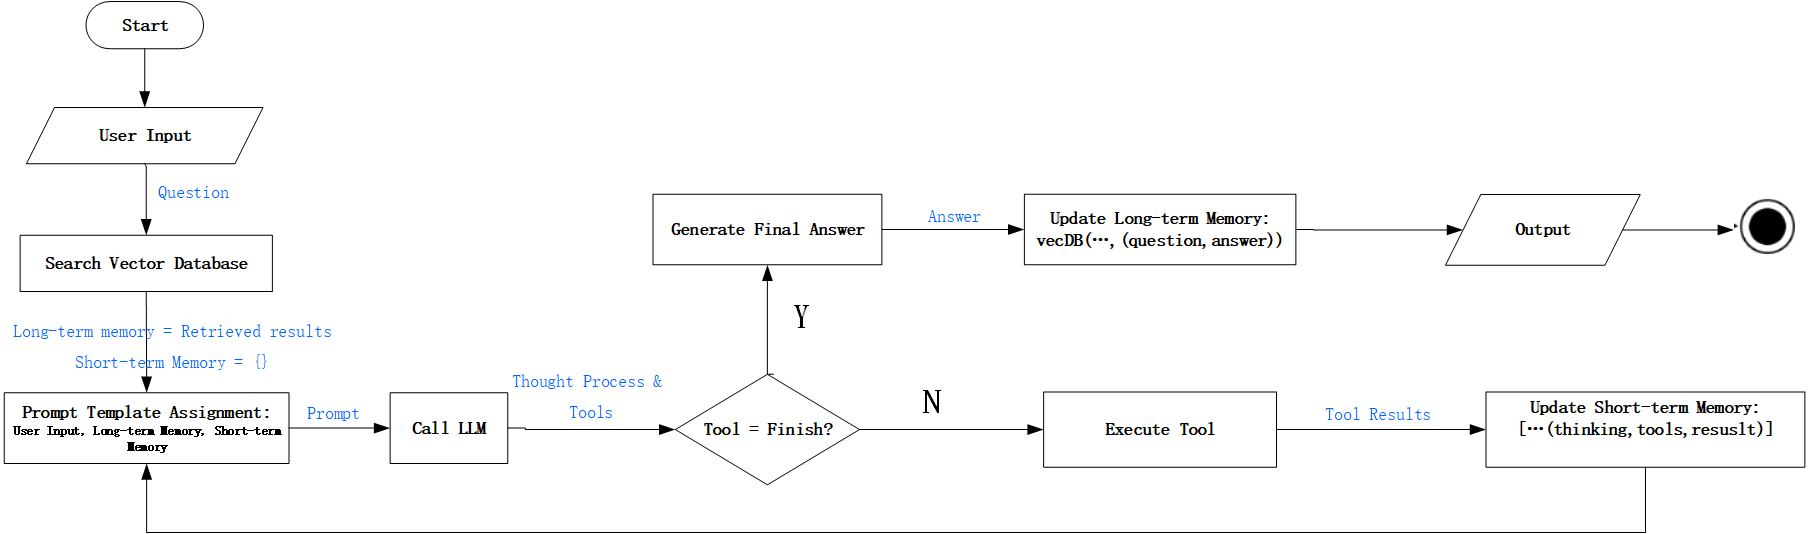 Start
User Input
Question
Search Vector Database
Long-term memory = Retrieved results
Short-term Memory = {}
Prompt Template Assignment:
User Input, Long-term Memory, Short-term
Memory
Prompt
Call LLM
Thought Process &
Tools
Tool = Finish?
Y
Generate Final Answer
Answer
Update Long-term Memory:
vecDB(…,(question,answer))
Output
N
Execute Tool
Tool Results
Update Short-term Memory:
[…(thinking,tools,resuslt)]